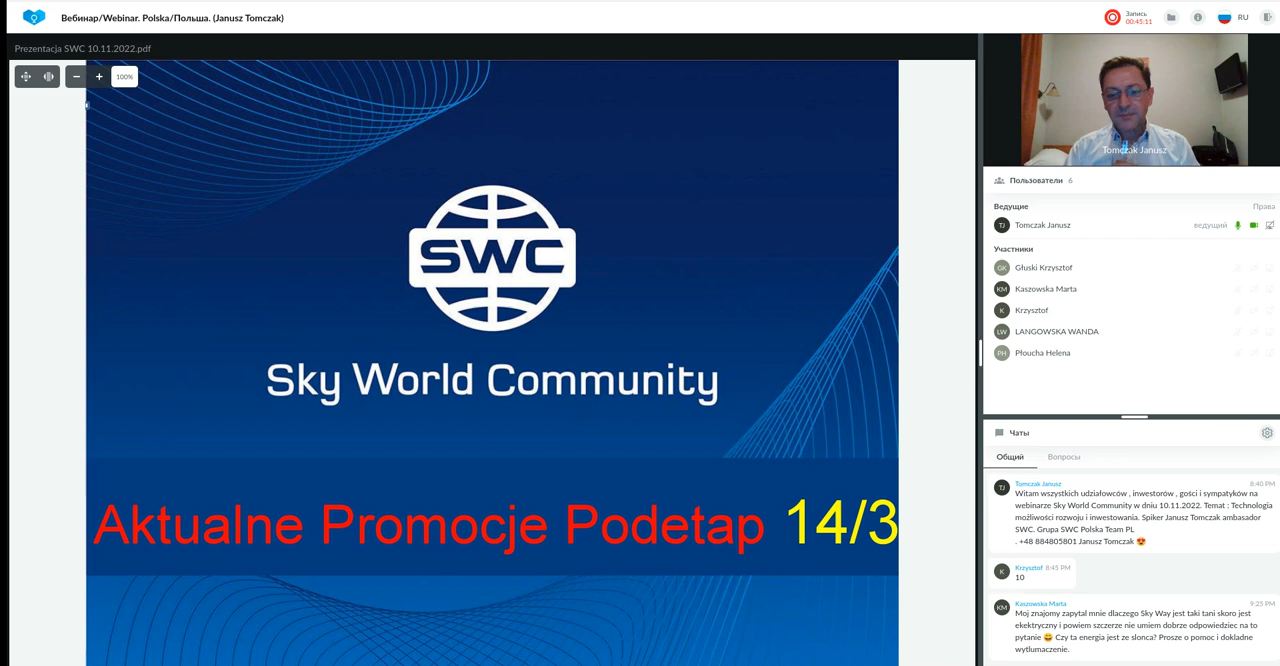 Вебинар/Webinar. Polska/Польша. (Janusz Tomczak)
Запись
00:45:11
RU
Prezentacja SWC 10.11.2022.pdf
100%
SWC
Sky World Community
Aktualne Promocje Podetap 14/3
Tomczak Janusz
Пользователи 6
Ведущие Права
TJ Tomczak Janusz ведущий
Участники
GK Głuski Krzysztof
KM Kaszowska Marta
K Krzysztof
LW LANGOWSKA WANDA
PH Płoucha Helena
Чаты
Общий Вопросы
TJ Tomczak Janusz 8:40 PM
Witam wszystkich udziałowców , inwestorów , gości i sympatyków na
webinarze Sky World Community w dniu 10.11.2022. Temat : Technologia
możliwości rozwoju i inwestowania. Spiker Janusz Tomczak ambasador
SWC. Grupa SWC Polska Team PL
. +48 884805801 Janusz Tomczak 😍
K Krzysztof 8:45 PM
10
KM Kaszowska Marta 9:25 PM
Moj znajomy zapytal mnie dlaczego Sky Way jest taki tani skoro jest
ekektryczny i powiem szczerze nie umiem dobrze odpowiedziec na to
pytanie 😄 Czy ta energia jest ze slonca? Prosze o pomoc i dokladne
wytlumaczenie.